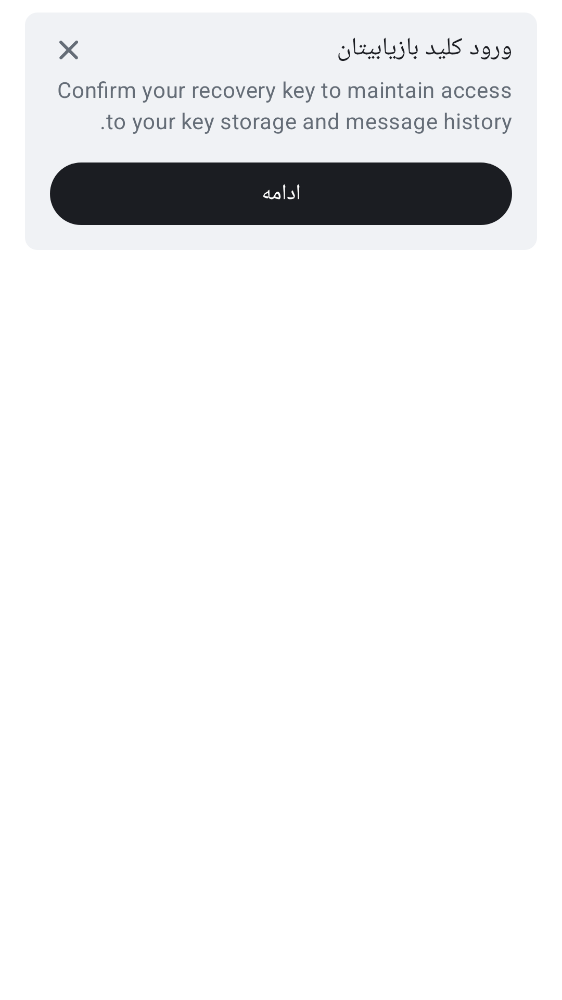 ورود کلید بازیابیتان
Confirm your recovery key to maintain access
to your key storage and message history.
ادامه